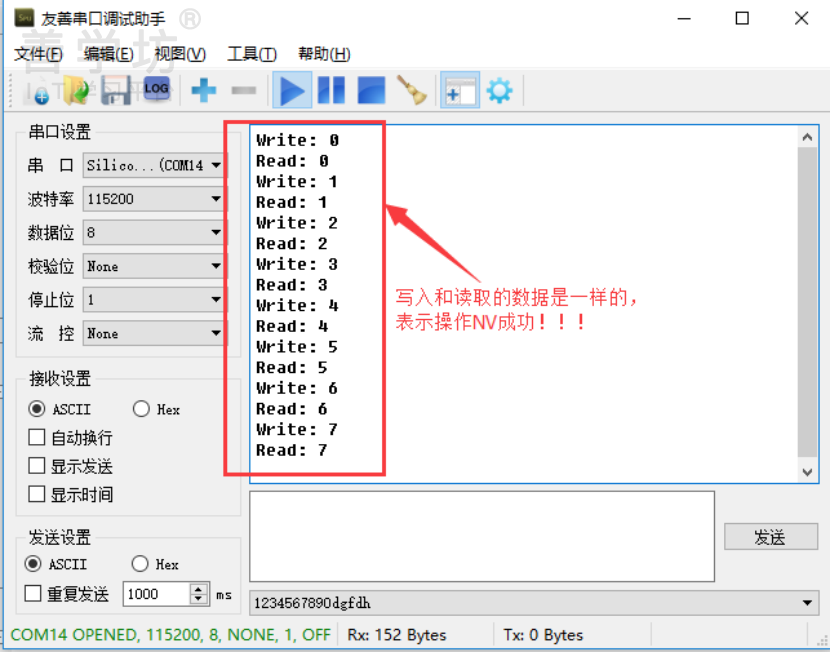 友善串口调试助手 ®
善学坊
文件(F) 编辑(E) 视图(V) 工具(T) 帮助(H)
LOG
串口设置
串 口 Silico...(COM14
波特率 115200
数据位 8
校验位 None
停止位 1
流 控 None
接收设置
ASCII Hex
自动换行
显示发送
显示时间
发送设置
ASCII Hex
重复发送 1000 ms
Write: 0
Read: 0
Write: 1
Read: 1
Write: 2
Read: 2
Write: 3
Read: 3
Write: 4
Read: 4
Write: 5
Read: 5
Write: 6
Read: 6
Write: 7
Read: 7
写入和读取的数据是一样的，
表示操作NV成功！！！
发送
1234567890dgfdh
COM14 OPENED, 115200, 8, NONE, 1, OFF Rx: 152 Bytes Tx: 0 Bytes